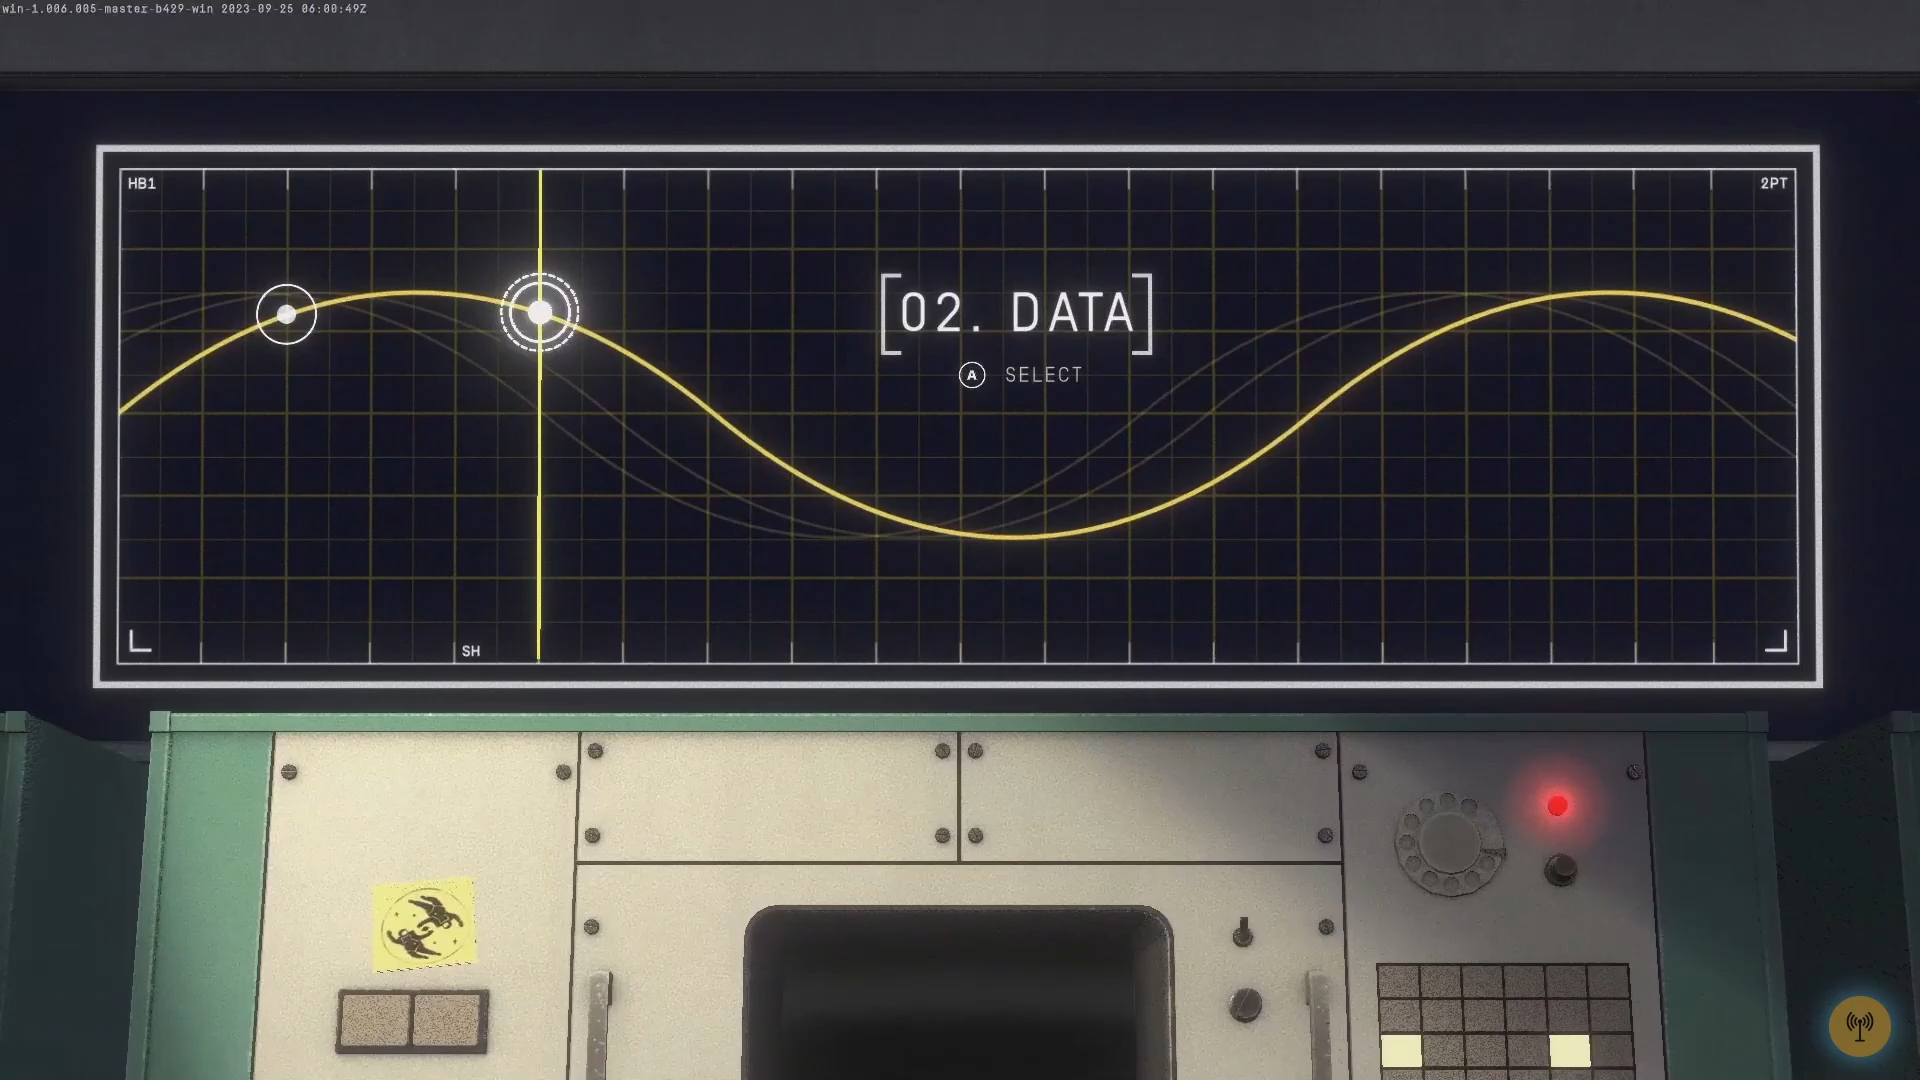 win-1.006.005-master-b429-win 2023-09-25 06:00:49Z
HB1
2PT
[02. DATA]
A SELECT
SH